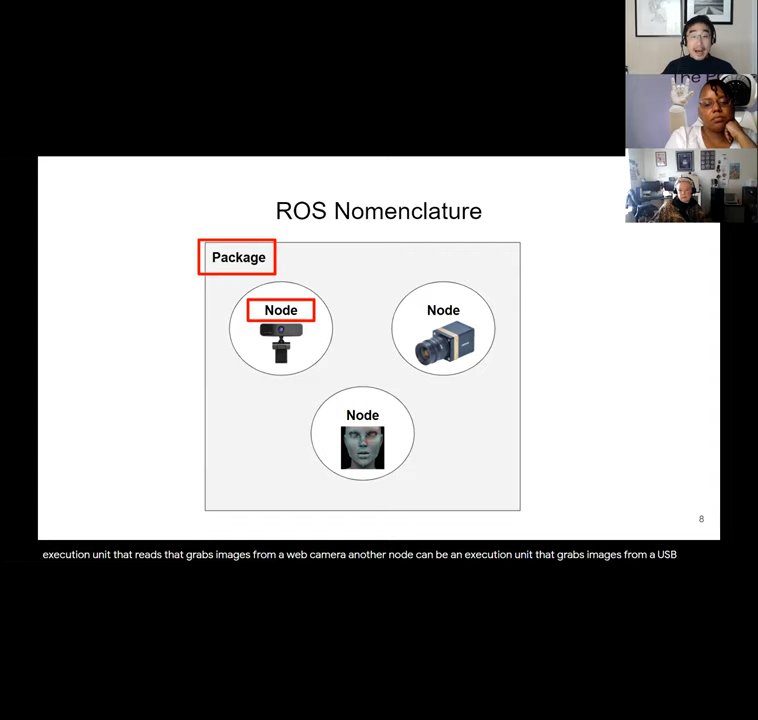 ROS Nomenclature
Package
Node
Node
Node
8
execution unit that reads that grabs images from a web camera another node can be an execution unit that grabs images from a USB